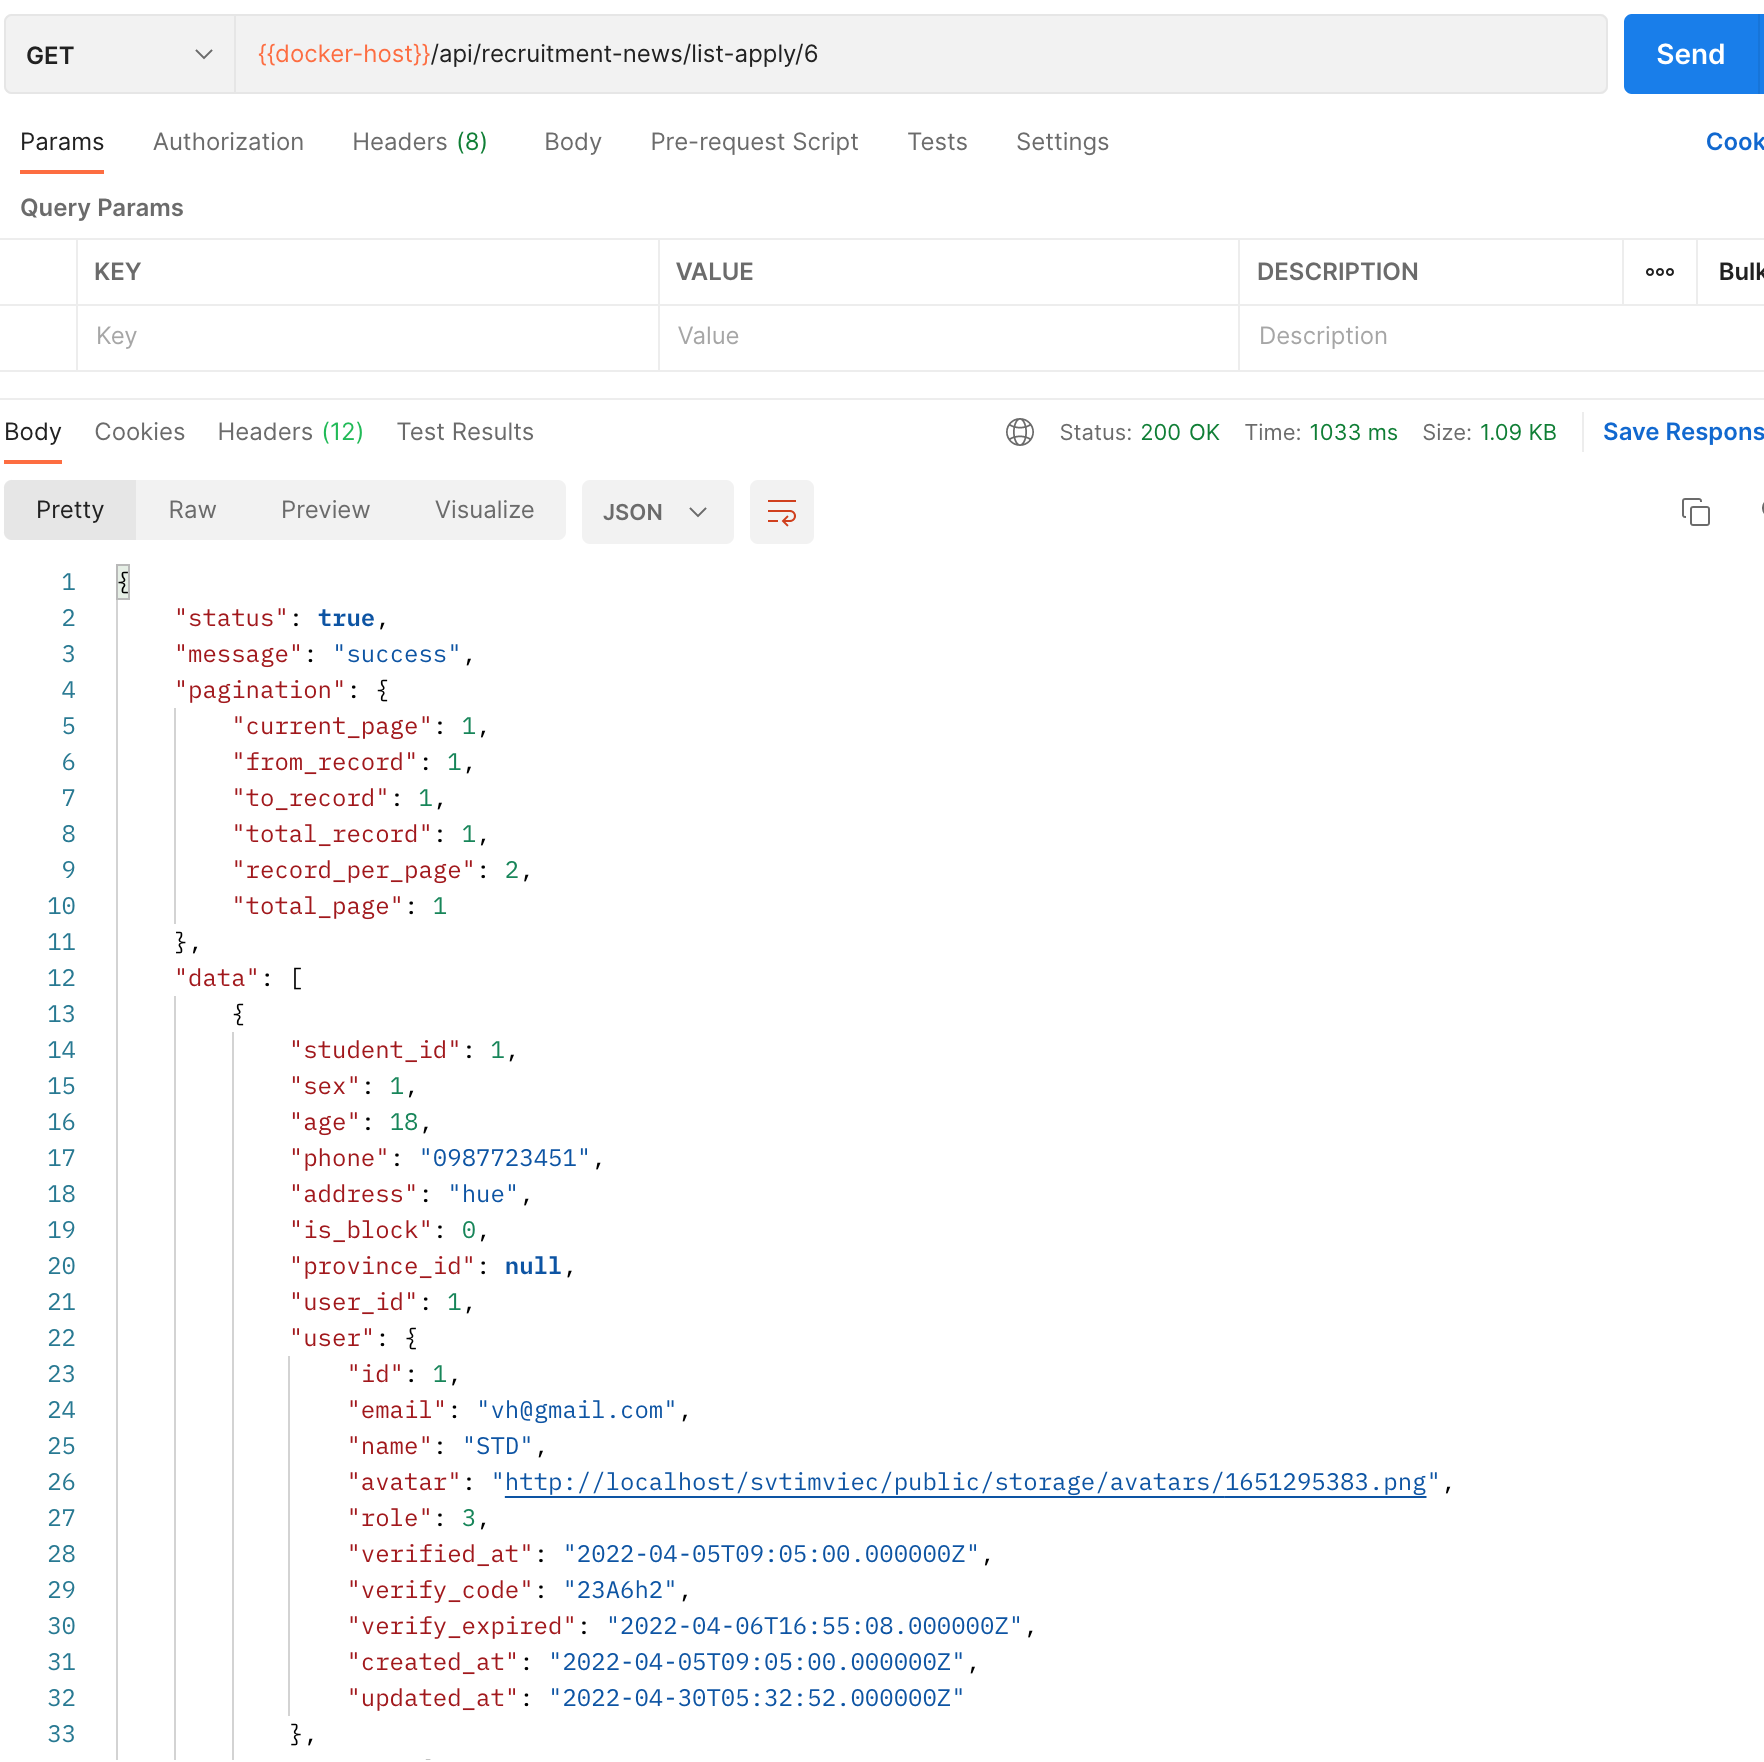 GET {{docker-host}}/api/recruitment-news/list-apply/6 Send
Params Authorization Headers (8) Body Pre-request Script Tests Settings Cook
Query Params
KEY VALUE DESCRIPTION ooo Bulk
Key Value Description
Body Cookies Headers (12) Test Results Status: 200 OK Time: 1033 ms Size: 1.09 KB Save Respons
Pretty Raw Preview Visualize JSON
1 {
2 "status": true,
3 "message": "success",
4 "pagination": {
5 "current_page": 1,
6 "from_record": 1,
7 "to_record": 1,
8 "total_record": 1,
9 "record_per_page": 2,
10 "total_page": 1
11 },
12 "data": [
13 {
14 "student_id": 1,
15 "sex": 1,
16 "age": 18,
17 "phone": "0987723451",
18 "address": "hue",
19 "is_block": 0,
20 "province_id": null,
21 "user_id": 1,
22 "user": {
23 "id": 1,
24 "email": "vh@gmail.com",
25 "name": "STD",
26 "avatar": "http://localhost/svtimviec/public/storage/avatars/1651295383.png",
27 "role": 3,
28 "verified_at": "2022-04-05T09:05:00.000000Z",
29 "verify_code": "23A6h2",
30 "verify_expired": "2022-04-06T16:55:08.000000Z",
31 "created_at": "2022-04-05T09:05:00.000000Z",
32 "updated_at": "2022-04-30T05:32:52.000000Z"
33 },